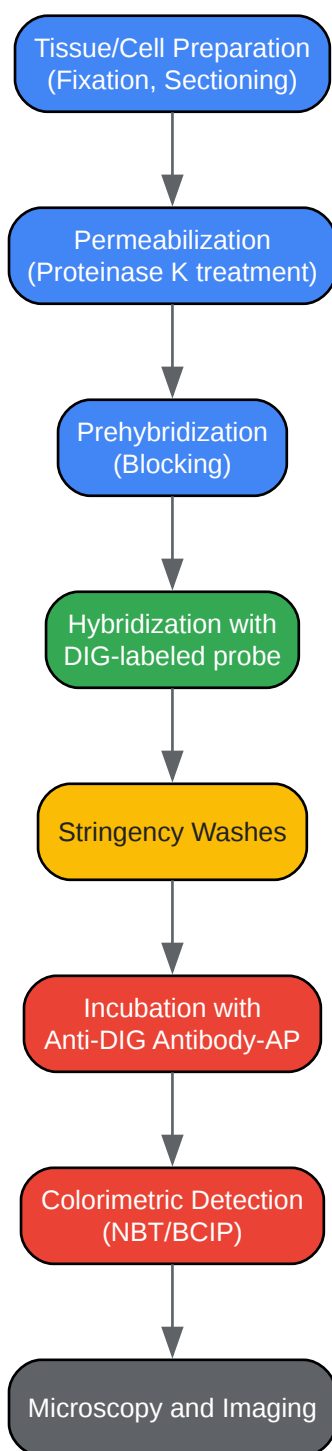 Tissue/Cell Preparation
(Fixation, Sectioning)
Permeabilization
(Proteinase K treatment)
Prehybridization
(Blocking)
Hybridization with
DIG-labeled probe
Stringency Washes
Incubation with
Anti-DIG Antibody-AP
Colorimetric Detection
(NBT/BCIP)
Microscopy and Imaging